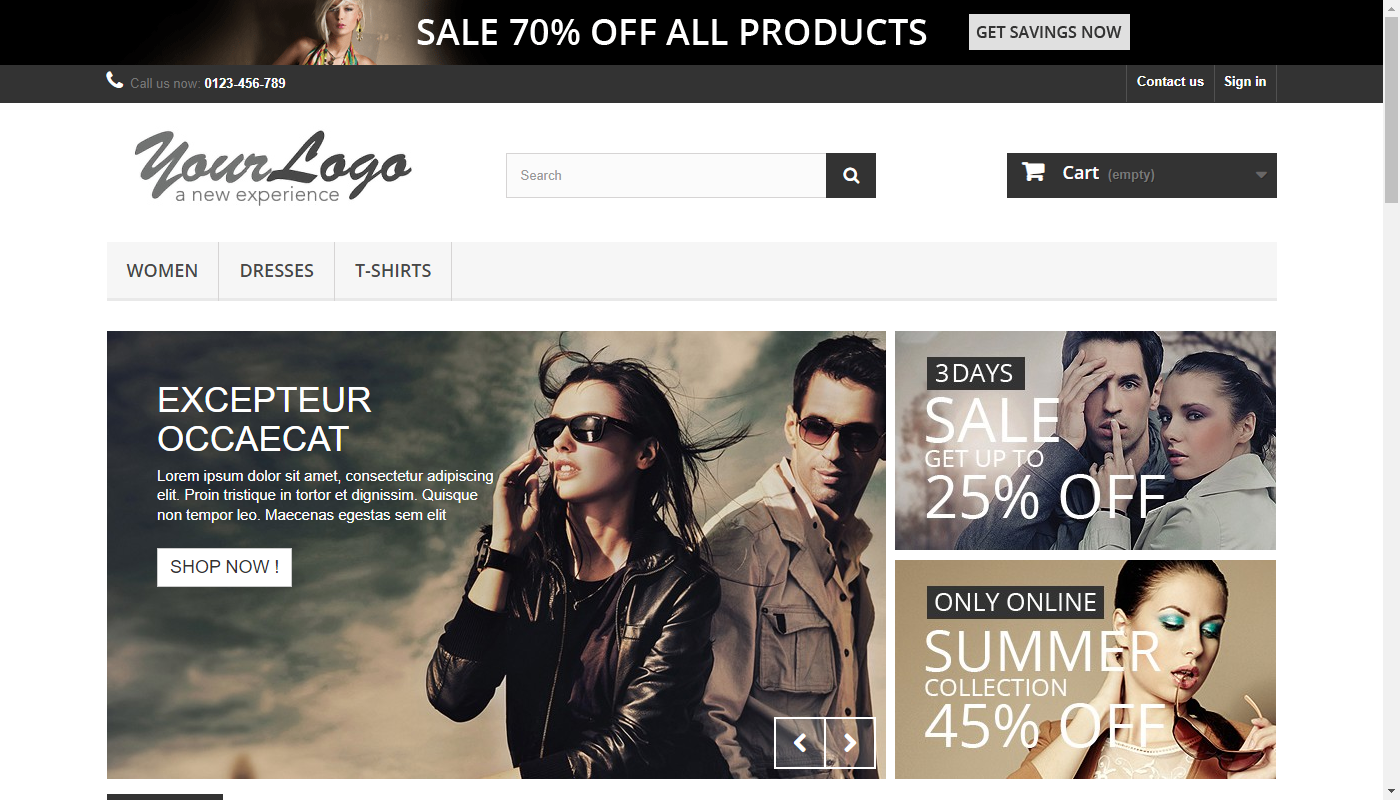 SALE 70% OFF ALL PRODUCTS
GET SAVINGS NOW
Call us now: 0123-456-789
Contact us
Sign in
YourLogo
a new experience
Search
Cart (empty)
WOMEN
DRESSES
T-SHIRTS
EXCEPTEUR
OCCAECAT
Lorem ipsum dolor sit amet, consectetur adipiscing
elit. Proin tristique in tortor et dignissim. Quisque
non tempor leo. Maecenas egestas sem elit
SHOP NOW !
3 DAYS
SALE
GET UP TO
25% OFF
ONLY ONLINE
SUMMER
COLLECTION
45% OFF